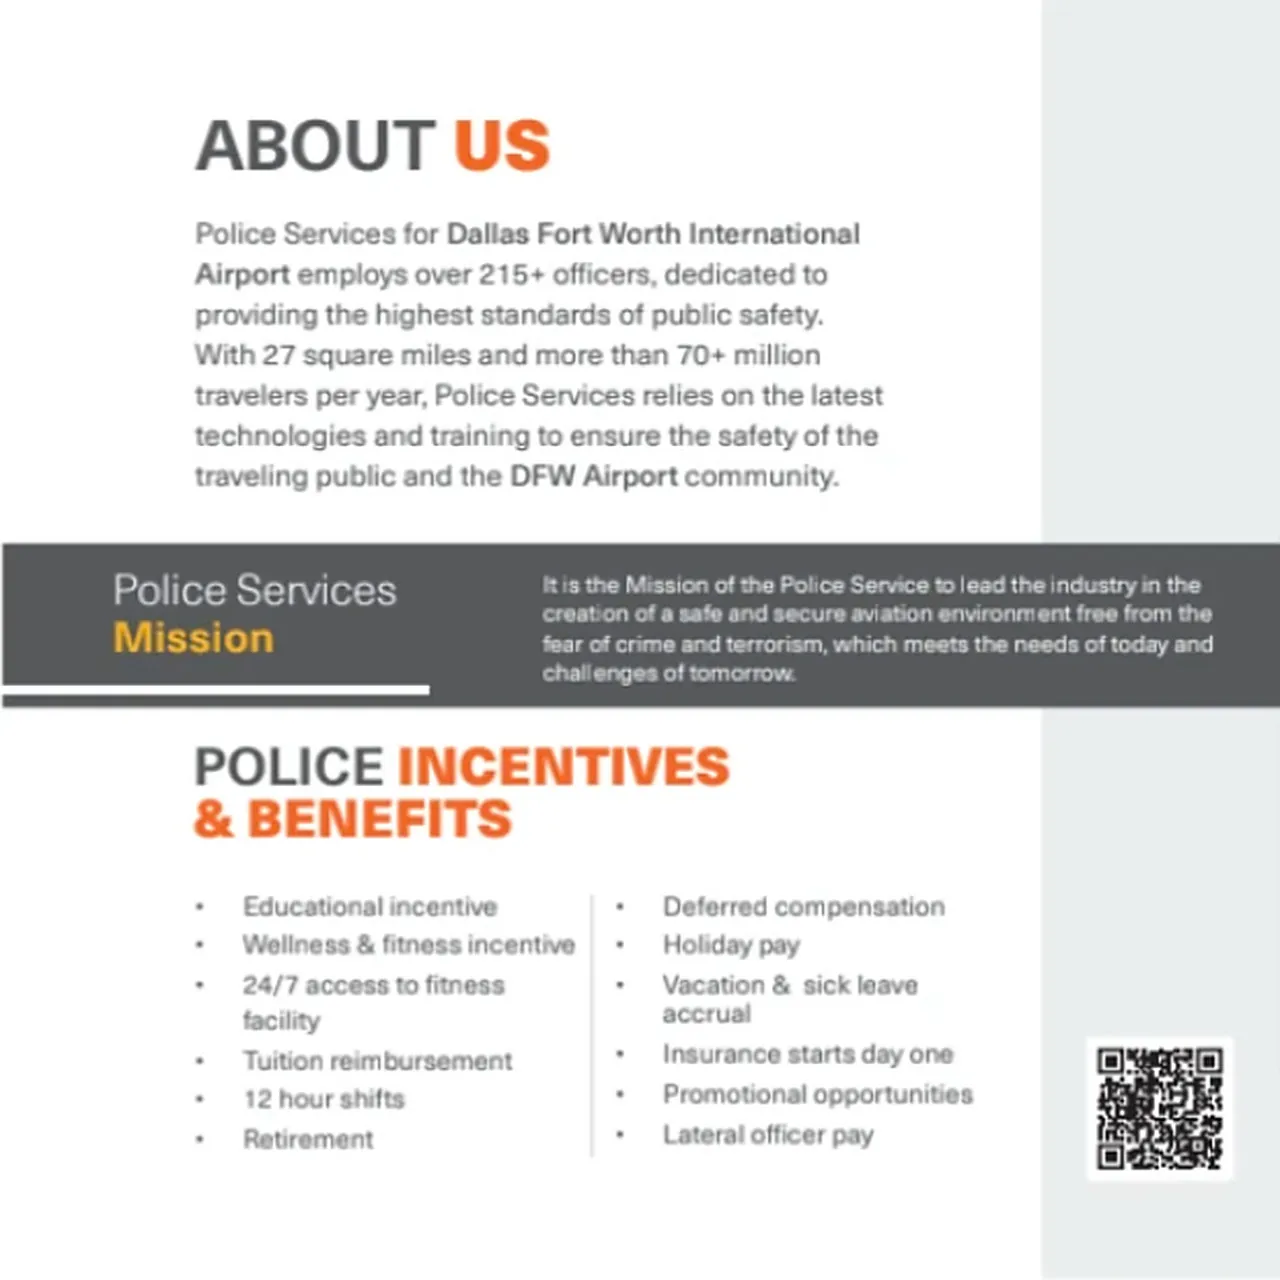 ABOUT US
Police Services for Dallas Fort Worth International
Airport employs over 215+ officers, dedicated to
providing the highest standards of public safety.
With 27 square miles and more than 70+ million
travelers per year, Police Services relies on the latest
technologies and training to ensure the safety of the
traveling public and the DFW Airport community.
Police Services
Mission
It is the Mission of the Police Service to lead the industry in the
creation of a safe and secure aviation environment free from the
fear of crime and terrorism, which meets the needs of today and
challenges of tomorrow.
POLICE INCENTIVES
& BENEFITS
• Educational incentive
• Wellness & fitness incentive
• 24/7 access to fitness
facility
• Tuition reimbursement
• 12 hour shifts
• Retirement
• Deferred compensation
• Holiday pay
• Vacation & sick leave
accrual
• Insurance starts day one
• Promotional opportunities
• Lateral officer pay